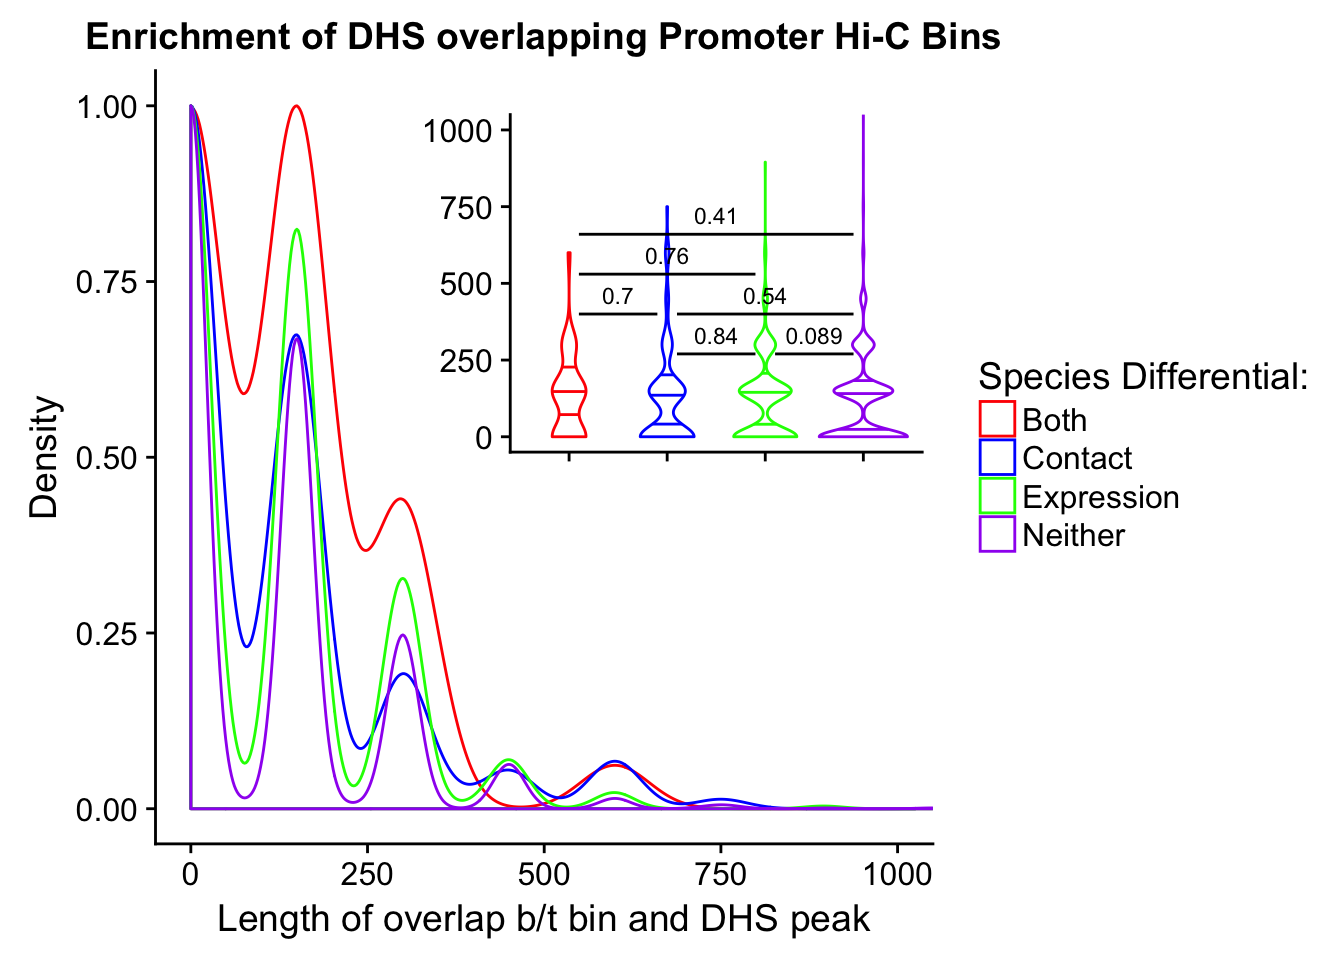 Enrichment of DHS overlapping Promoter Hi-C Bins
1.00
0.75
0.50
0.25
0.00
Density
0
250
500
750
1000
Length of overlap b/t bin and DHS peak
1000
750
500
250
0
0.41
0.76
0.7
0.54
0.84
0.089
Species Differential:
Both
Contact
Expression
Neither